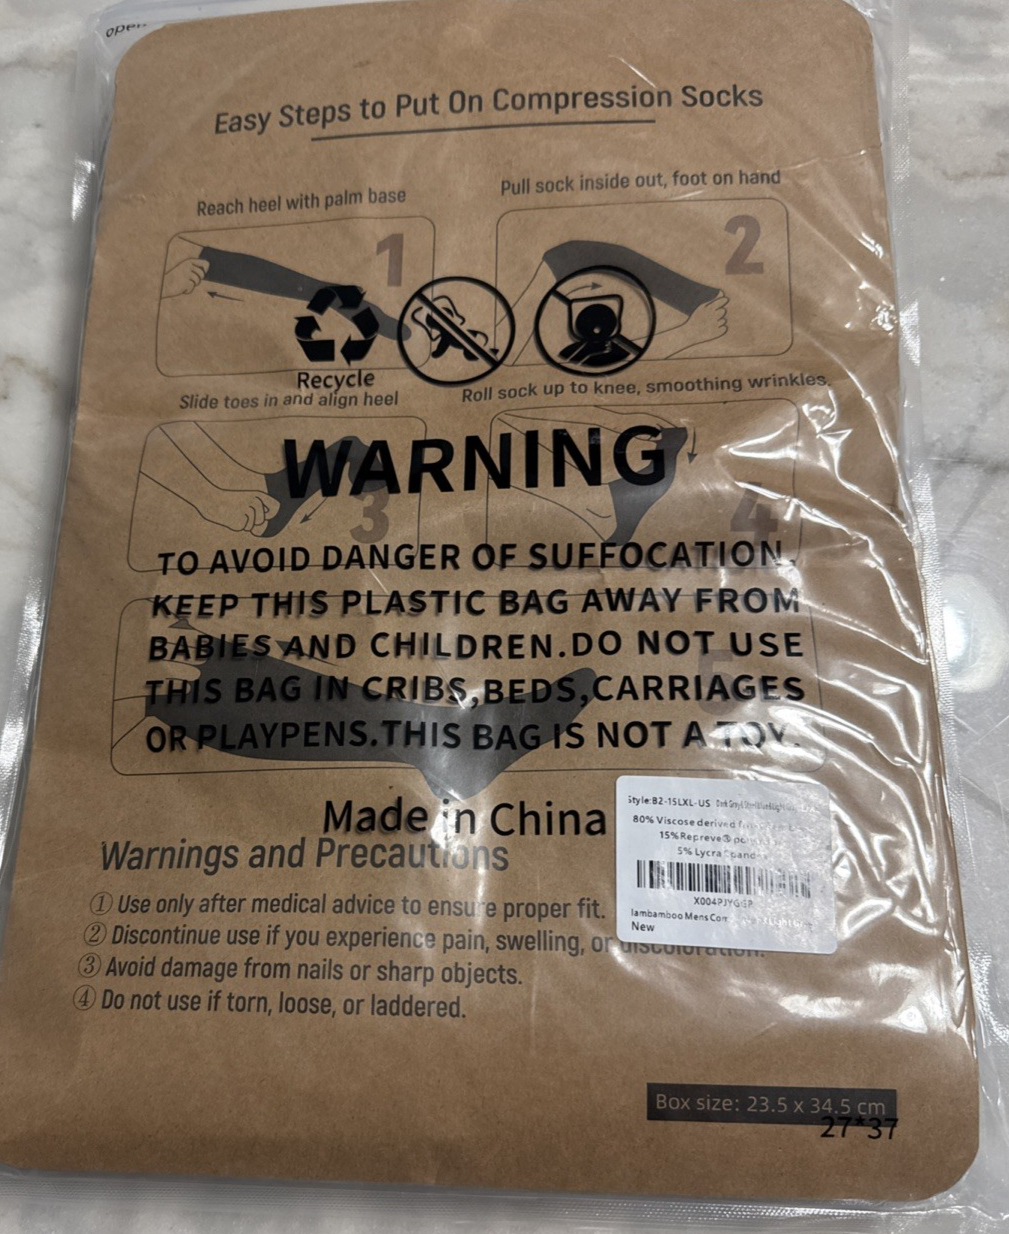 Easy Steps to Put On Compression Socks
Reach heel with palm base
Pull sock inside out, foot on hand
1
2
Recycle
Slide toes in and align heel
Roll sock up to knee, smoothing wrinkles.
WARNING
3
4
TO AVOID DANGER OF SUFFOCATION.
KEEP THIS PLASTIC BAG AWAY FROM
BABIES AND CHILDREN.DO NOT USE
THIS BAG IN CRIBS,BEDS,CARRIAGES
OR PLAYPENS.THIS BAG IS NOT A TOY.
Made in China
Style:B2-15LXL-US
80% Viscose derived
15%Repreve®
5% Lycra
X004PJYGGP
Iambamboo Mens
New
Warnings and Precautions
① Use only after medical advice to ensure proper fit.
② Discontinue use if you experience pain, swelling, or discoloration.
③ Avoid damage from nails or sharp objects.
④ Do not use if torn, loose, or laddered.
Box size: 23.5 x 34.5 cm
27*37